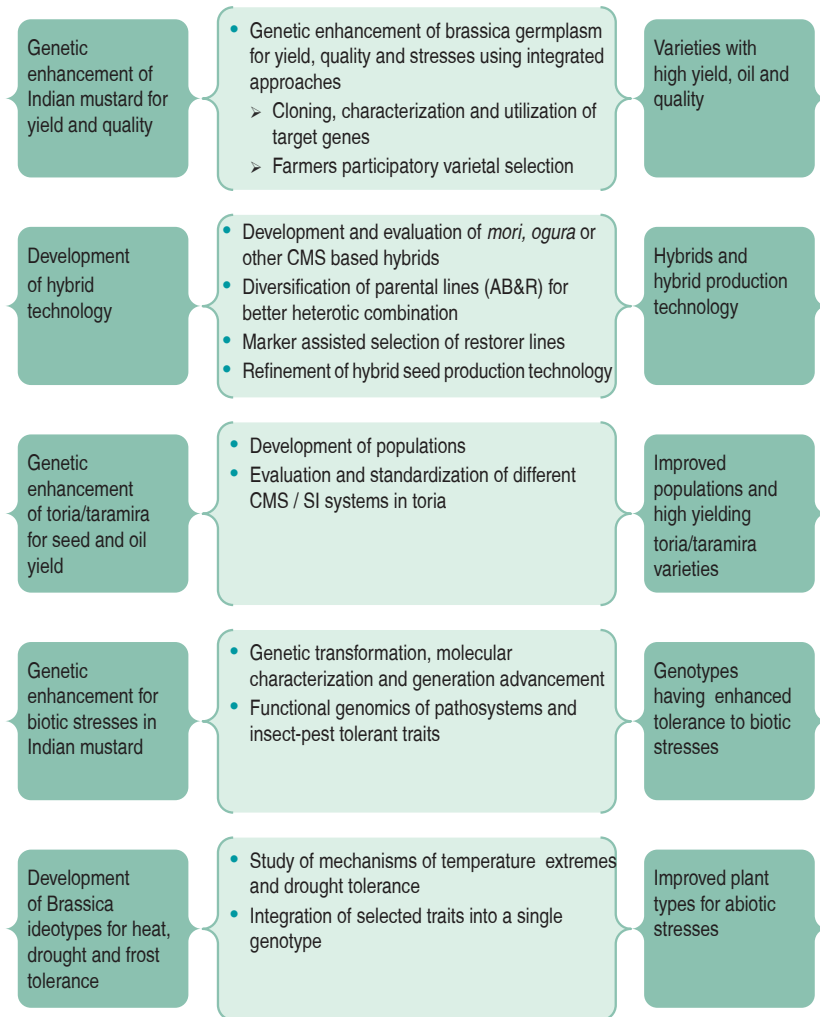 Genetic
enhancement of
Indian mustard for
yield and quality
• Genetic enhancement of brassica germplasm
for yield, quality and stresses using integrated
approaches
➢ Cloning, characterization and utilization of
target genes
➢ Farmers participatory varietal selection
Varieties with
high yield, oil and
quality
Development
of hybrid
technology
• Development and evaluation of mori, ogura or
other CMS based hybrids
• Diversification of parental lines (AB&R) for
better heterotic combination
• Marker assisted selection of restorer lines
• Refinement of hybrid seed production technology
Hybrids and
hybrid production
technology
Genetic
enhancement
of toria/taramira
for seed and oil
yield
• Development of populations
• Evaluation and standardization of different
CMS / SI systems in toria
Improved
populations and
high yielding
toria/taramira
varieties
Genetic
enhancement for
biotic stresses in
Indian mustard
• Genetic transformation, molecular
characterization and generation advancement
• Functional genomics of pathosystems and
insect-pest tolerant traits
Genotypes
having enhanced
tolerance to biotic
stresses
Development
of Brassica
ideotypes for heat,
drought and frost
tolerance
• Study of mechanisms of temperature extremes
and drought tolerance
• Integration of selected traits into a single
genotype
Improved plant
types for abiotic
stresses